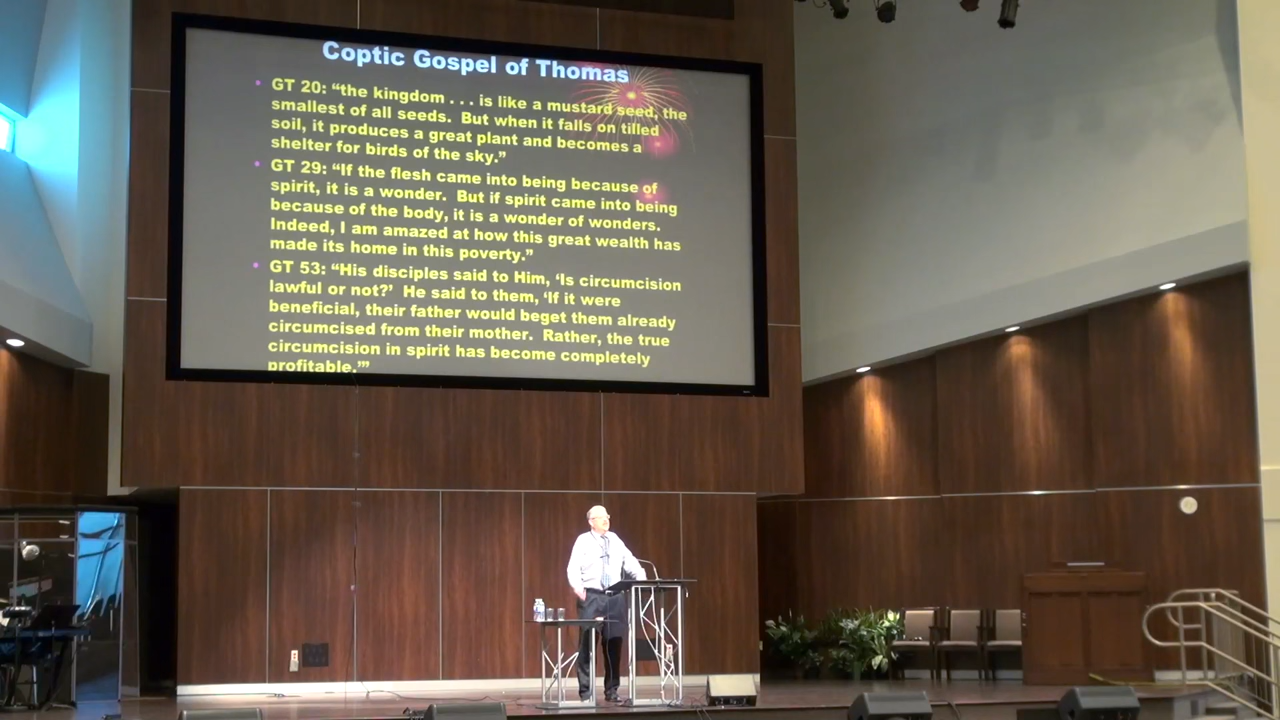 Coptic Gospel of Thomas
• GT 20: “the kingdom . . . is like a mustard seed, the
smallest of all seeds. But when it falls on tilled
soil, it produces a great plant and becomes a
shelter for birds of the sky.”
• GT 29: “If the flesh came into being because of
spirit, it is a wonder. But if spirit came into being
because of the body, it is a wonder of wonders.
Indeed, I am amazed at how this great wealth has
made its home in this poverty.”
• GT 53: “His disciples said to Him, ‘Is circumcision
lawful or not?’ He said to them, ‘If it were
beneficial, their father would beget them already
circumcised from their mother. Rather, the true
circumcision in spirit has become completely
profitable.’”